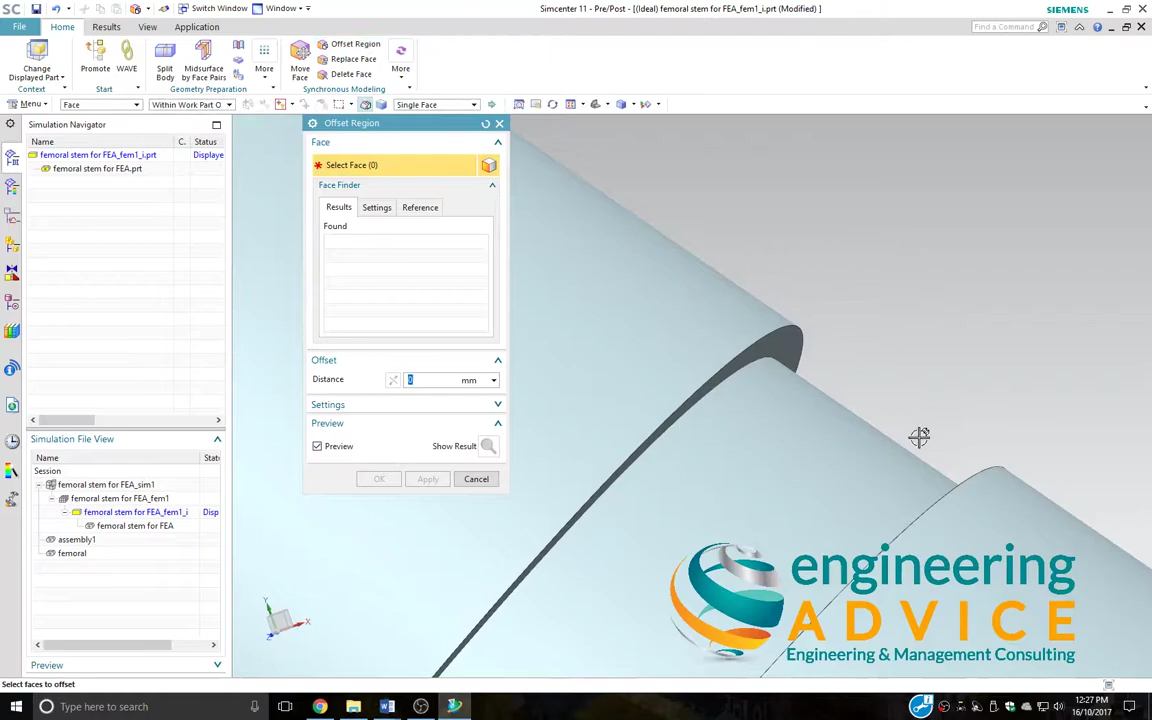 Switch Window
Window
Simcenter 11 - Pre/Post - [(Ideal) femoral stem for FEA_fem1_i.prt (Modified) ]
SIEMENS
File
Home
Results
View
Application
Find a Command
Change
Displayed Part
Context
Promote
WAVE
Start
Split
Body
Midsurface
by Face Pairs
More
Geometry Preparation
Move
Face
Offset Region
Replace Face
Delete Face
More
Synchronous Modeling
Menu
Face
Within Work Part O
Single Face
Simulation Navigator
Name
C.
Status
femoral stem for FEA_fem1_i.prt
Displaye
femoral stem for FEA.prt
Simulation File View
Name
State
Session
femoral stem for FEA_sim1
femoral stem for FEA_fem1
femoral stem for FEA_fem1_i
Disp
femoral stem for FEA
assembly1
femoral
Preview
Offset Region
Face
* Select Face (0)
Face Finder
Results
Settings
Reference
Found
Offset
Distance
0
mm
Settings
Preview
Preview
Show Result
OK
Apply
Cancel
Y
X
Z
engineering
ADVICE
Engineering & Management Consulting
Select faces to offset
Type here to search
12:27 PM
16/10/2017